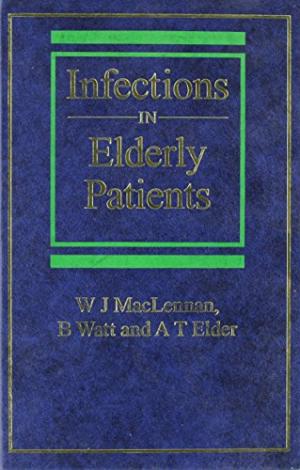 Infections
IN
Elderly
Patients
W J MacLennan,
B Watt and A T Elder